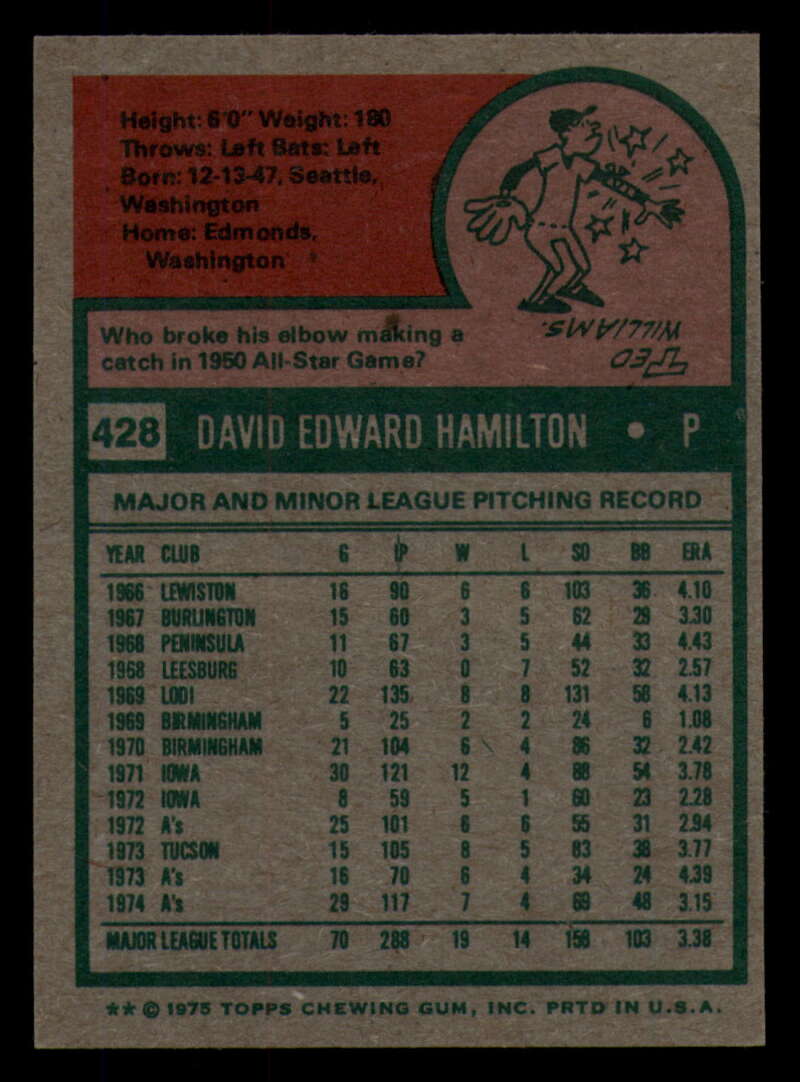 Height: 6'0" Weight: 180
Throws: Left Bats: Left
Born: 12-13-47, Seattle,
Washington
Home: Edmonds,
Washington
Who broke his elbow making a
catch in 1950 All-Star Game?
TED
WILLIAMS.
428 DAVID EDWARD HAMILTON • P
MAJOR AND MINOR LEAGUE PITCHING RECORD
YEAR CLUB G IP W L SO BB ERA
1966 LEWISTON 16 90 6 6 103 36 4.10
1967 BURLINGTON 15 60 3 5 62 29 3.30
1968 PENINSULA 11 67 3 5 44 33 4.43
1968 LEESBURG 10 63 0 7 52 32 2.57
1969 LODI 22 135 8 8 131 58 4.13
1969 BIRMINGHAM 5 25 2 2 24 6 1.08
1970 BIRMINGHAM 21 104 6 4 86 32 2.42
1971 IOWA 30 121 12 4 88 54 3.78
1972 IOWA 8 59 5 1 60 23 2.28
1972 A's 25 101 6 6 55 31 2.94
1973 TUCSON 15 105 8 5 83 38 3.77
1973 A's 16 70 6 4 34 24 4.39
1974 A's 29 117 7 4 69 48 3.15
MAJOR LEAGUE TOTALS 70 288 19 14 158 103 3.38
** © 1975 TOPPS CHEWING GUM, INC. PRTD IN U.S.A.